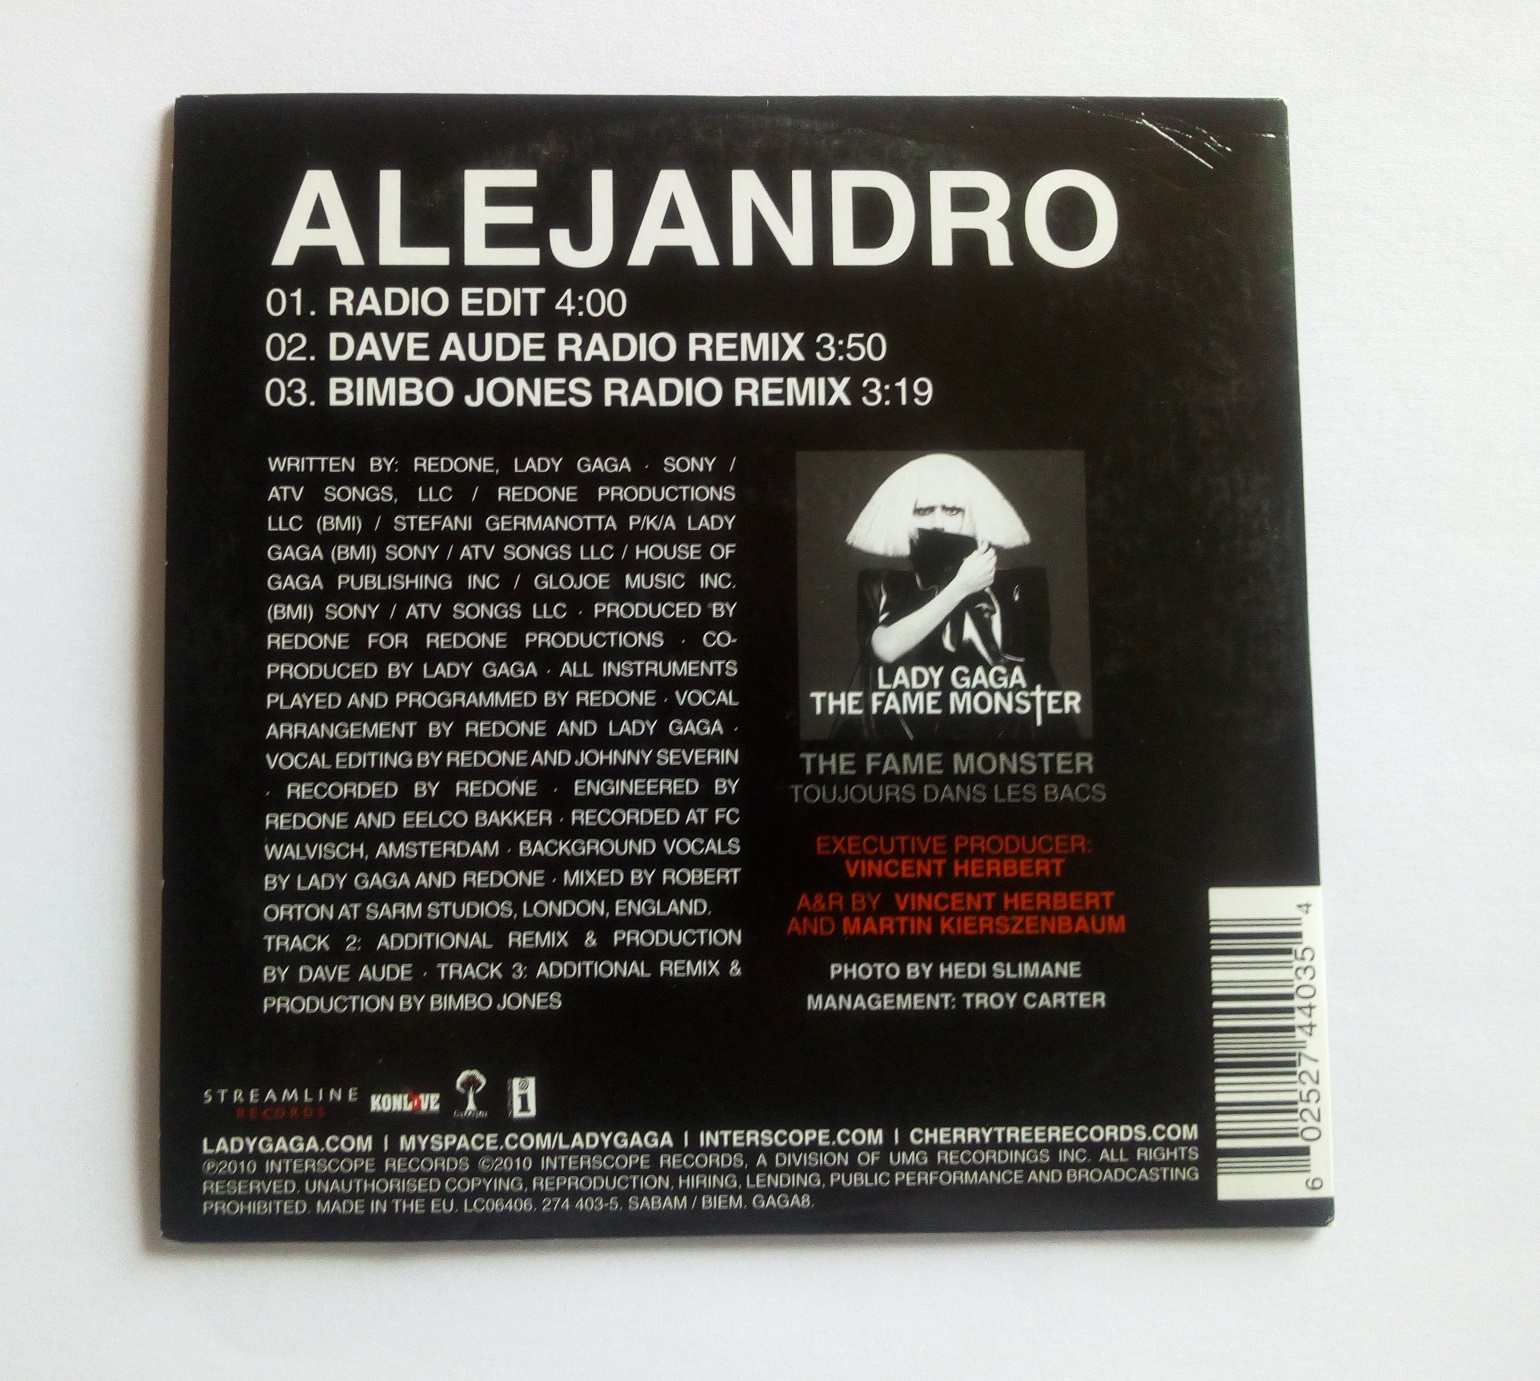 ALEJANDRO
01. RADIO EDIT 4:00
02. DAVE AUDE RADIO REMIX 3:50
03. BIMBO JONES RADIO REMIX 3:19
WRITTEN BY: REDONE, LADY GAGA · SONY /
ATV SONGS, LLC / REDONE PRODUCTIONS
LLC (BMI) / STEFANI GERMANOTTA P/K/A LADY
GAGA (BMI) SONY / ATV SONGS LLC / HOUSE OF
GAGA PUBLISHING INC / GLOJOE MUSIC INC.
(BMI) SONY / ATV SONGS LLC · PRODUCED BY
REDONE FOR REDONE PRODUCTIONS · CO-
PRODUCED BY LADY GAGA · ALL INSTRUMENTS
PLAYED AND PROGRAMMED BY REDONE · VOCAL
ARRANGEMENT BY REDONE AND LADY GAGA ·
VOCAL EDITING BY REDONE AND JOHNNY SEVERIN
· RECORDED BY REDONE · ENGINEERED BY
REDONE AND EELCO BAKKER · RECORDED AT FC
WALVISCH, AMSTERDAM · BACKGROUND VOCALS
BY LADY GAGA AND REDONE · MIXED BY ROBERT
ORTON AT SARM STUDIOS, LONDON, ENGLAND.
TRACK 2: ADDITIONAL REMIX & PRODUCTION
BY DAVE AUDE · TRACK 3: ADDITIONAL REMIX &
PRODUCTION BY BIMBO JONES
LADY GAGA
THE FAME MONSTER
THE FAME MONSTER
TOUJOURS DANS LES BACS
EXECUTIVE PRODUCER:
VINCENT HERBERT
A&R BY VINCENT HERBERT
AND MARTIN KIERSZENBAUM
PHOTO BY HEDI SLIMANE
MANAGEMENT: TROY CARTER
STREAMLINE
RECORDS
KONLIVE
i
LADYGAGA.COM | MYSPACE.COM/LADYGAGA | INTERSCOPE.COM | CHERRYTREERECORDS.COM
℗2010 INTERSCOPE RECORDS ©2010 INTERSCOPE RECORDS, A DIVISION OF UMG RECORDINGS INC. ALL RIGHTS
RESERVED. UNAUTHORISED COPYING, REPRODUCTION, HIRING, LENDING, PUBLIC PERFORMANCE AND BROADCASTING
PROHIBITED. MADE IN THE EU. LC06406. 274 403-5. SABAM / BIEM. GAGA8.
6 02527 44035 4